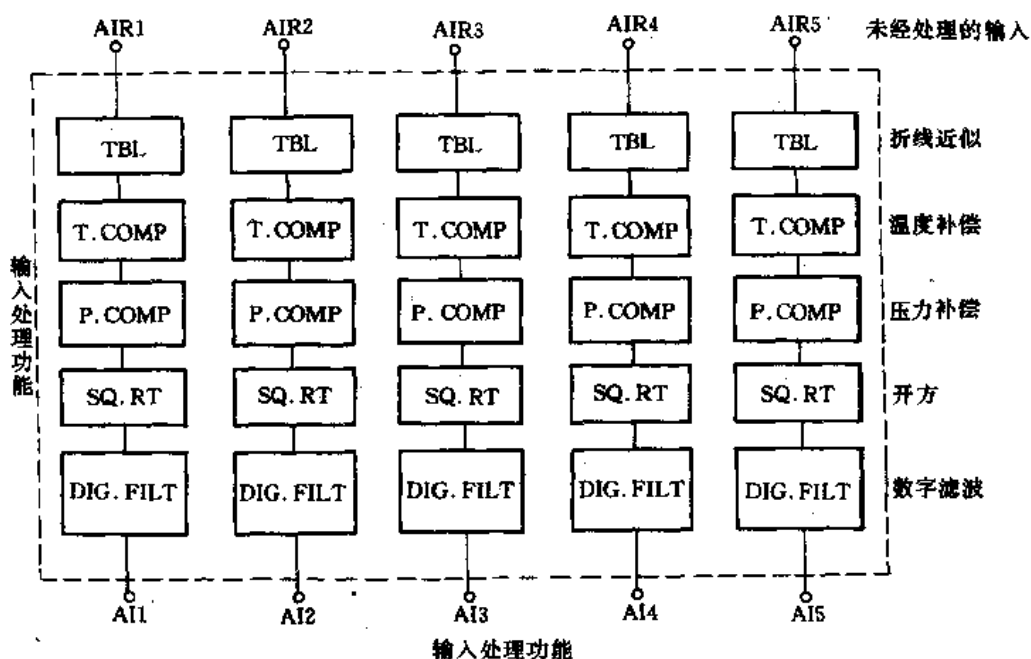 AIR1 AIR2 AIR3 AIR4 AIR5 未经处理的输入
TBL TBL TBL TBL TBL 折线近似
T.COMP T.COMP T.COMP T.COMP T.COMP 温度补偿
P.COMP P.COMP P.COMP P.COMP P.COMP 压力补偿
SQ.RT SQ.RT SQ.RT SQ.RT SQ.RT 开方
DIG.FILT DIG.FILT DIG.FILT DIG.FILT DIG.FILT 数字滤波
输入处理功能
AI1 AI2 AI3 AI4 AI5
输入处理功能